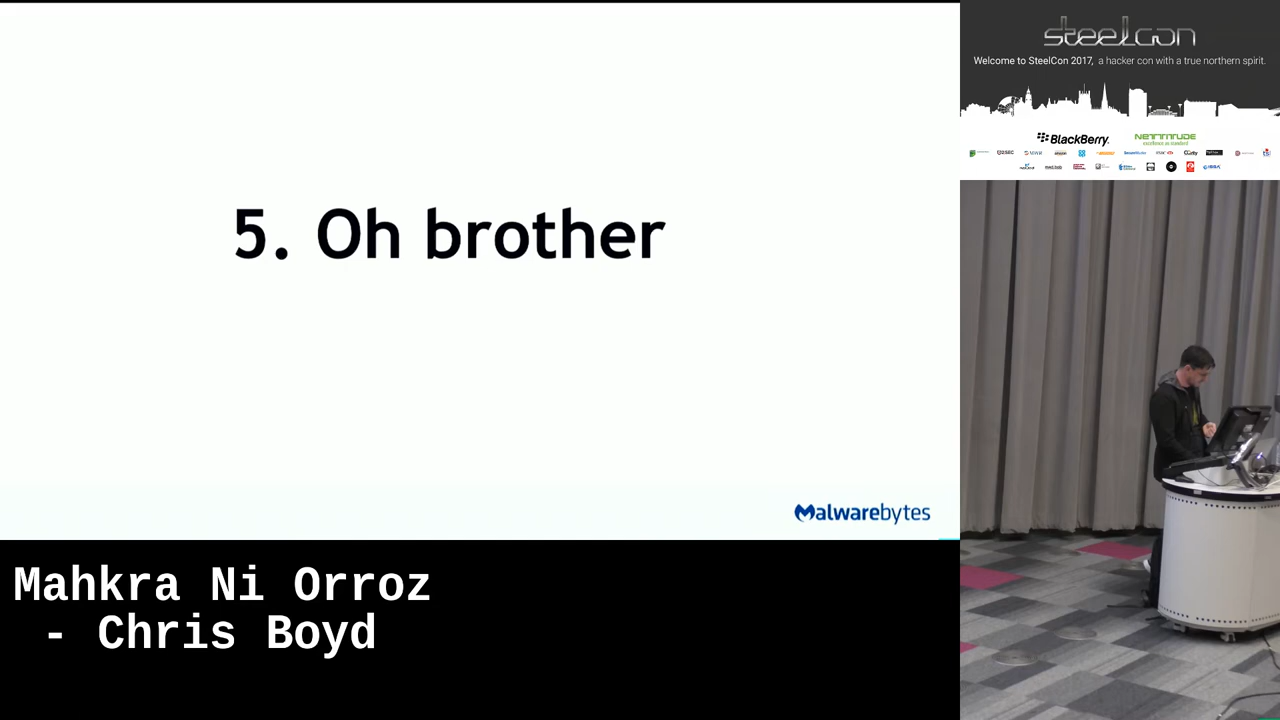 5. Oh brother
Malwarebytes
Mahkra Ni Orroz
- Chris Boyd
steelcon
Welcome to SteelCon 2017, a hacker con with a true northern spirit.
BlackBerry
NETTITUDE